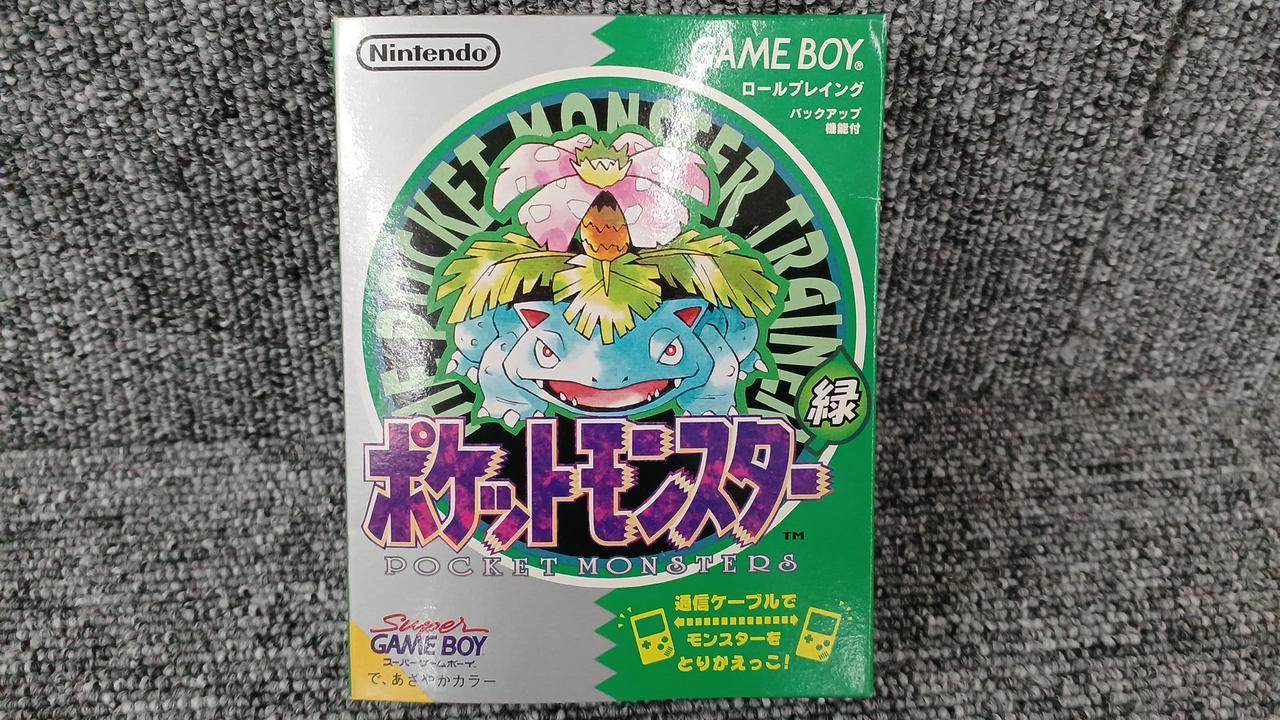 Nintendo®
GAME BOY®
ロールプレイング
バックアップ
機能付
POCKET MONSTER TRAINER
緑
ポケットモンスター
TM
POCKET MONSTERS
通信ケーブルで
モンスターを
とりかえっこ!
Super
GAME BOY
スーパーゲームボーイ
で、あざやかカラー